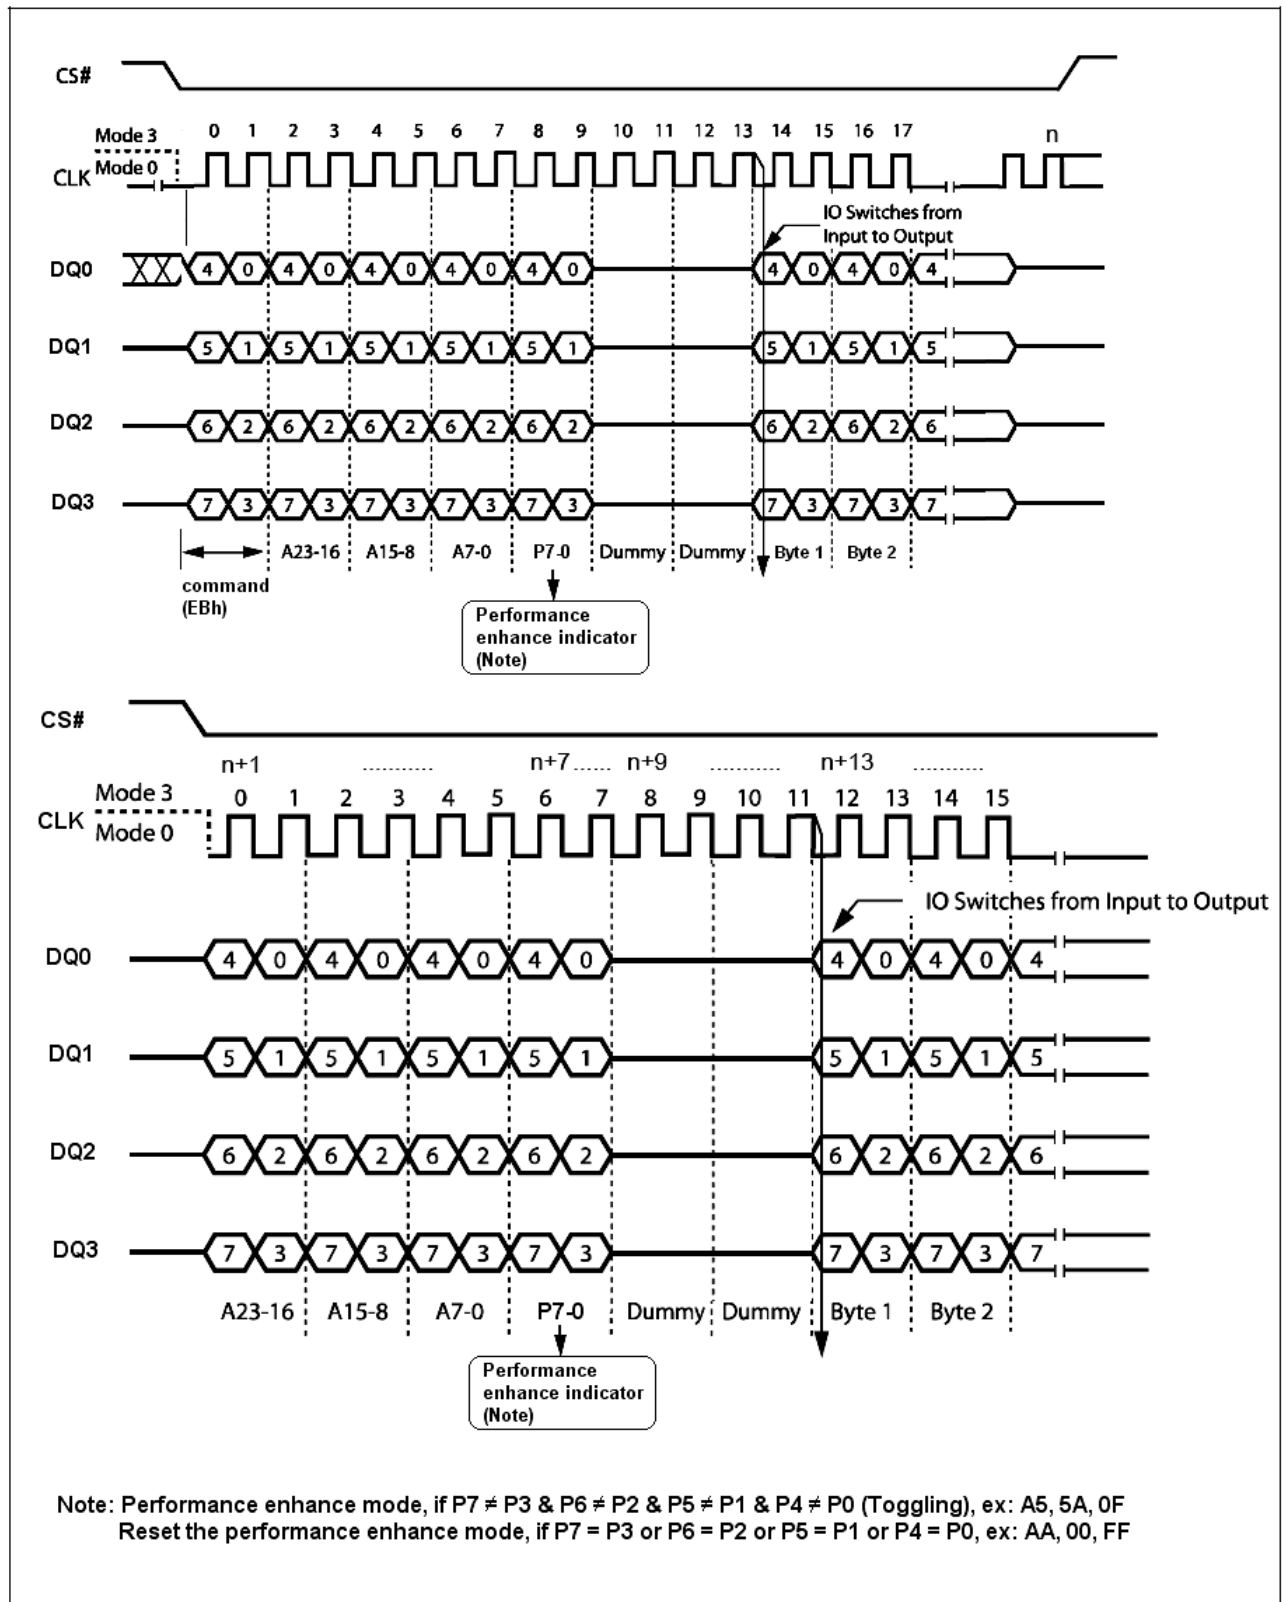 CS#
Mode 3
Mode 0
CLK
0 1 2 3 4 5 6 7 8 9 10 11 12 13 14 15 16 17 n
IO Switches from
Input to Output
DQ0 4 0 4 0 4 0 4 0 4 0 4 0 4 0 4
DQ1 5 1 5 1 5 1 5 1 5 1 5 1 5 1 5
DQ2 6 2 6 2 6 2 6 2 6 2 6 2 6 2 6
DQ3 7 3 7 3 7 3 7 3 7 3 7 3 7 3 7
A23-16 A15-8 A7-0 P7-0 Dummy Dummy Byte 1 Byte 2
command
(EBh)
Performance
enhance indicator
(Note)
CS#
n+1 ............ n+7 ...... n+9 ............ n+13 ............
Mode 3
Mode 0
CLK
0 1 2 3 4 5 6 7 8 9 10 11 12 13 14 15
IO Switches from Input to Output
DQ0 4 0 4 0 4 0 4 0 4 0 4 0 4
DQ1 5 1 5 1 5 1 5 1 5 1 5 1 5
DQ2 6 2 6 2 6 2 6 2 6 2 6 2 6
DQ3 7 3 7 3 7 3 7 3 7 3 7 3 7
A23-16 A15-8 A7-0 P7-0 Dummy Dummy Byte 1 Byte 2
Performance
enhance indicator
(Note)
Note: Performance enhance mode, if P7 ≠ P3 & P6 ≠ P2 & P5 ≠ P1 & P4 ≠ P0 (Toggling), ex: A5, 5A, 0F
Reset the performance enhance mode, if P7 = P3 or P6 = P2 or P5 = P1 or P4 = P0, ex: AA, 00, FF